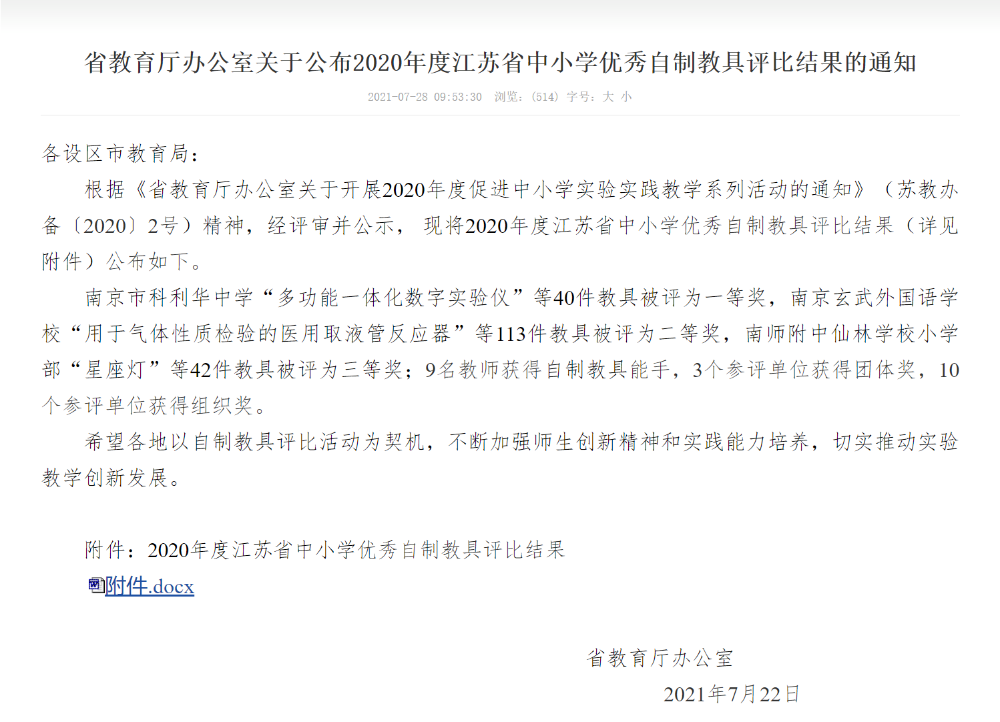 省教育厅办公室关于公布2020年度江苏省中小学优秀自制教具评比结果的通知
2021-07-28 09:53:30 浏览：(514) 字号：大 小
各设区市教育局：
根据《省教育厅办公室关于开展2020年度促进中小学实验实践教学系列活动的通知》（苏教办
备〔2020〕2号）精神，经评审并公示， 现将2020年度江苏省中小学优秀自制教具评比结果（详见
附件）公布如下。
南京市科利华中学“多功能一体化数字实验仪”等40件教具被评为一等奖，南京玄武外国语学
校“用于气体性质检验的医用取液管反应器”等113件教具被评为二等奖，南师附中仙林学校小学
部“星座灯”等42件教具被评为三等奖；9名教师获得自制教具能手，3个参评单位获得团体奖，10
个参评单位获得组织奖。
希望各地以自制教具评比活动为契机，不断加强师生创新精神和实践能力培养，切实推动实验
教学创新发展。
附件：2020年度江苏省中小学优秀自制教具评比结果
附件.docx
省教育厅办公室
2021年7月22日